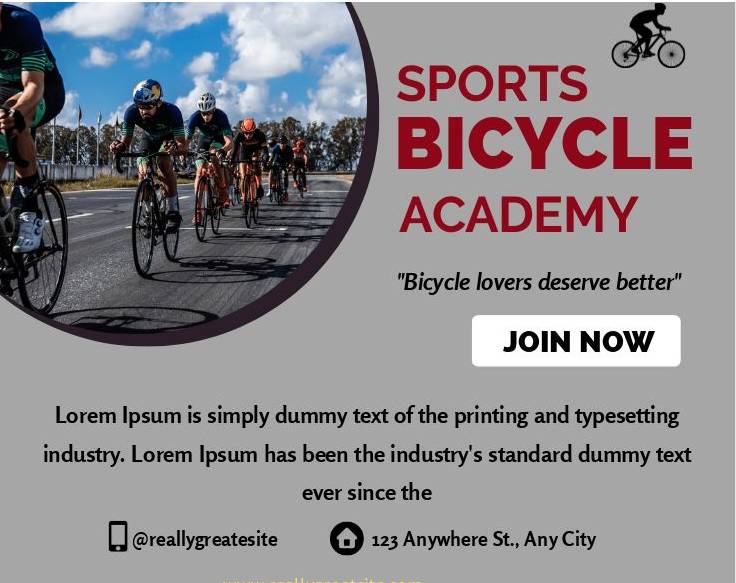 SPORTS
BICYCLE
ACADEMY
"Bicycle lovers deserve better"
JOIN NOW
Lorem Ipsum is simply dummy text of the printing and typesetting
industry. Lorem Ipsum has been the industry's standard dummy text
ever since the
@reallygreatesite
123 Anywhere St., Any City